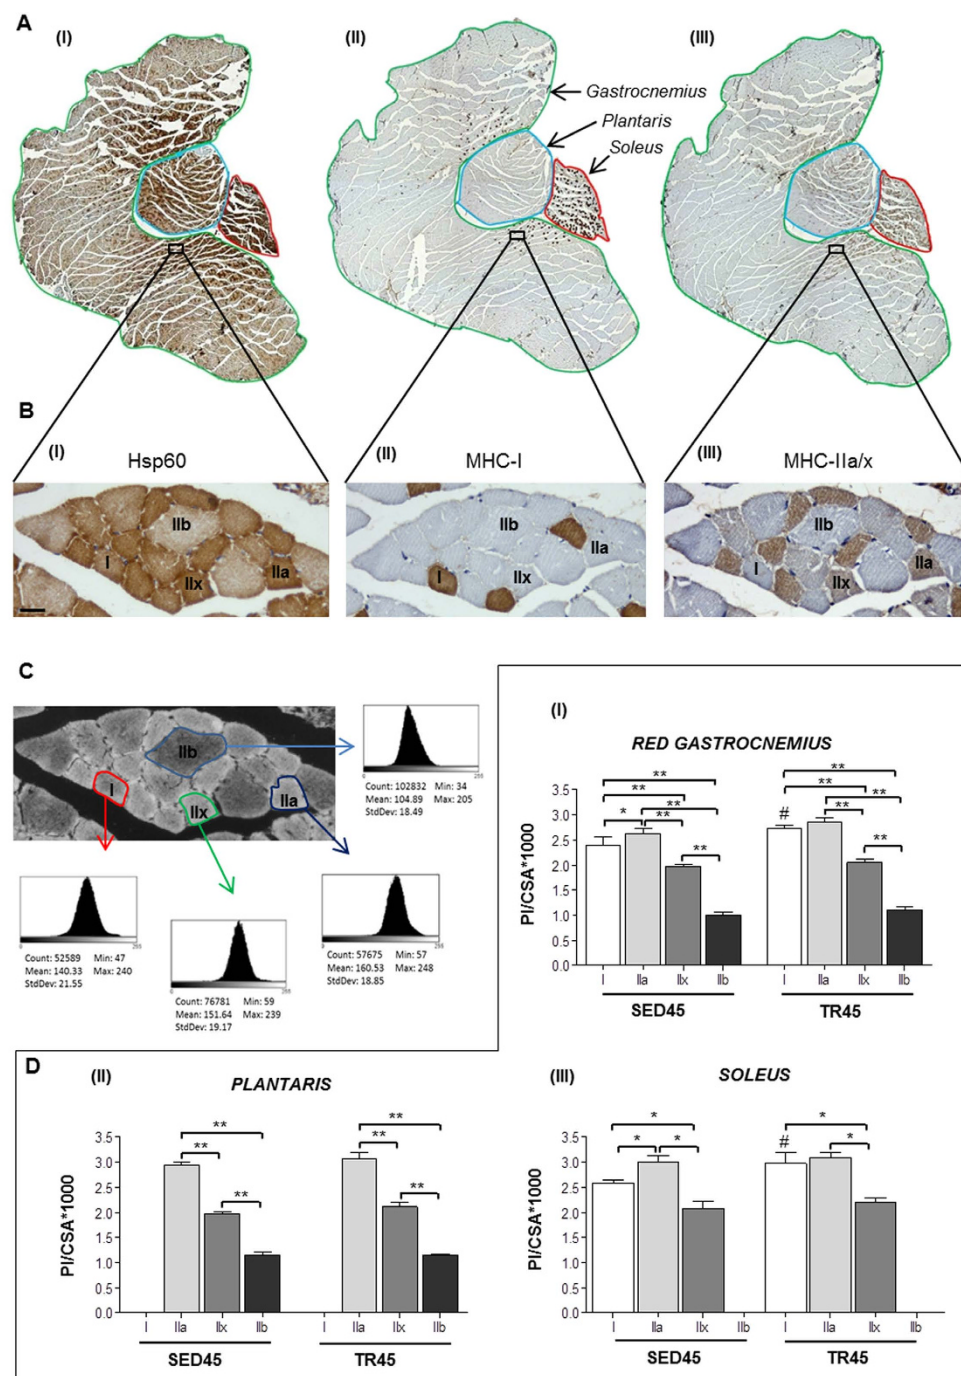 A
(I)
(II)
(III)
Gastrocnemius
Plantaris
Soleus
B
(I)
(II)
(III)
Hsp60
MHC-I
MHC-IIa/x
IIb
I
IIx
IIa
IIb
I
IIx
IIa
IIb
I
IIx
IIa
C
IIb
I
IIx
IIa
0 255
Count: 102832 Min: 34
Mean: 104.89 Max: 205
StdDev: 18.49
0 255
Count: 52589 Min: 47
Mean: 140.33 Max: 240
StdDev: 21.55
0 255
Count: 76781 Min: 59
Mean: 151.64 Max: 239
StdDev: 19.17
0 255
Count: 57675 Min: 57
Mean: 160.53 Max: 248
StdDev: 18.85
(I)
RED GASTROCNEMIUS
PI/CSA*1000
3.5
3.0
2.5
2.0
1.5
1.0
0.5
0.0
** ** * ** ** **
# ** ** ** ** **
I IIa IIx IIb I IIa IIx IIb
SED45 TR45
D
(II)
PLANTARIS
PI/CSA*1000
3.5
3.0
2.5
2.0
1.5
1.0
0.5
0.0
** ** **
** ** **
I IIa IIx IIb I IIa IIx IIb
SED45 TR45
(III)
SOLEUS
PI/CSA*1000
3.5
3.0
2.5
2.0
1.5
1.0
0.5
0.0
* * *
# * *
I IIa IIx IIb I IIa IIx IIb
SED45 TR45